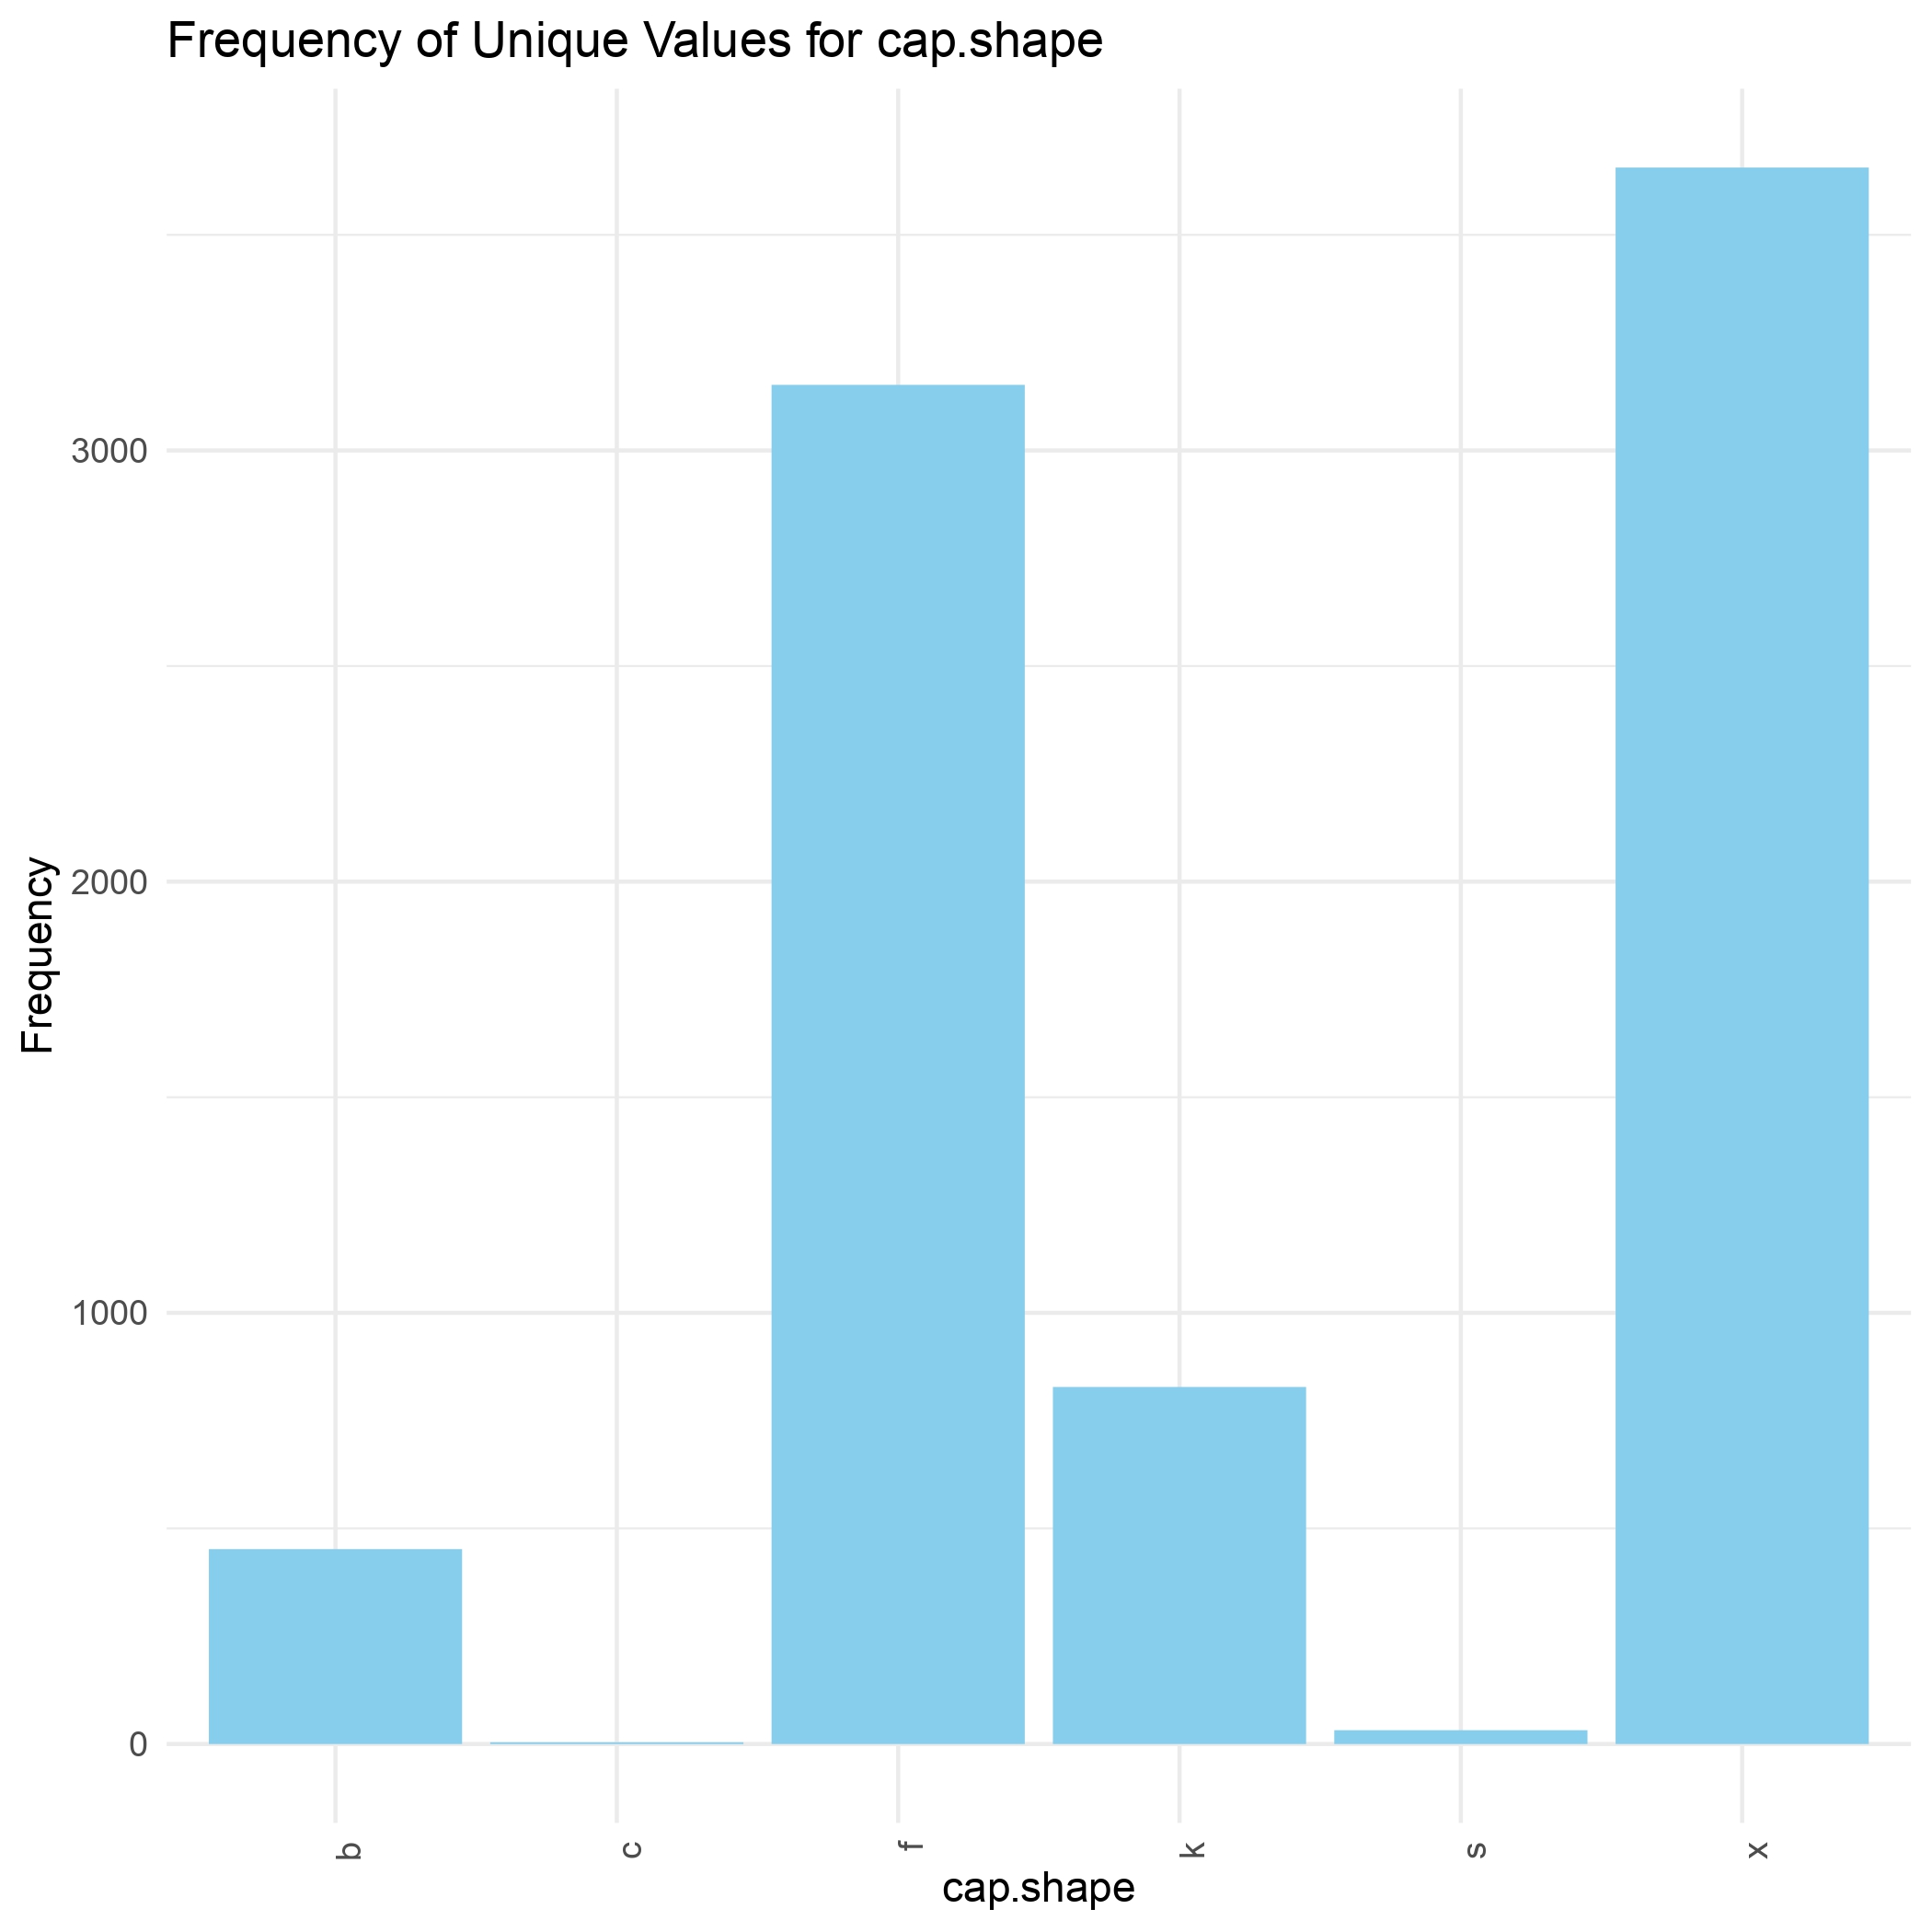 Frequency of Unique Values for cap.shape
Frequency
3000
2000
1000
0
b
c
f
k
s
x
cap.shape